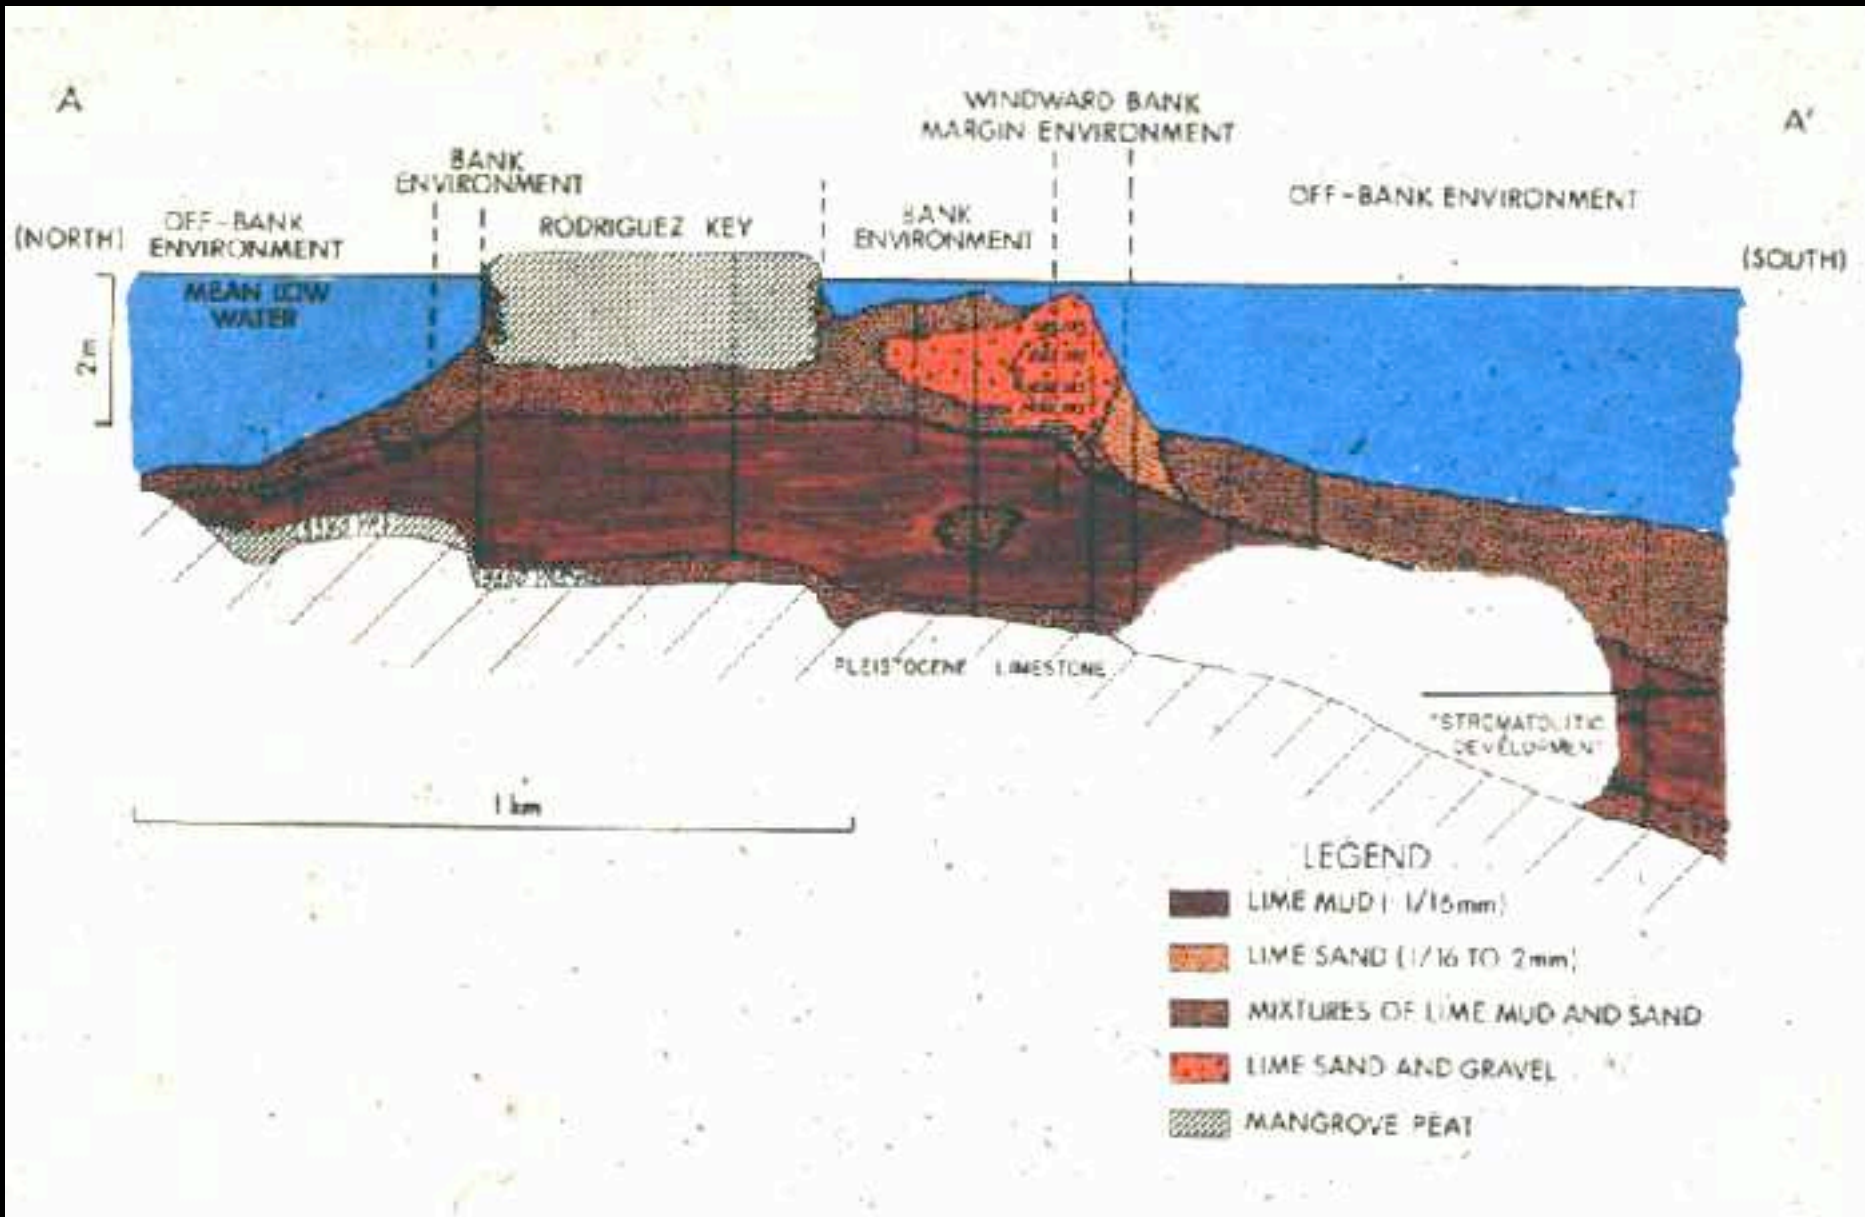 A
A'
WINDWARD BANK
MARGIN ENVIRONMENT
BANK
ENVIRONMENT
OFF-BANK ENVIRONMENT
OFF-BANK
ENVIRONMENT
RODRIGUEZ KEY
BANK
ENVIRONMENT
(NORTH)
(SOUTH)
MEAN LOW
WATER
2m
PLEISTOCENE LIMESTONE
STROMATOLITIC
DEVELOPMENT
1 km
LEGEND
LIME MUD ( 1/16mm)
LIME SAND (1/16 TO 2mm)
MIXTURES OF LIME MUD AND SAND
LIME SAND AND GRAVEL
MANGROVE PEAT